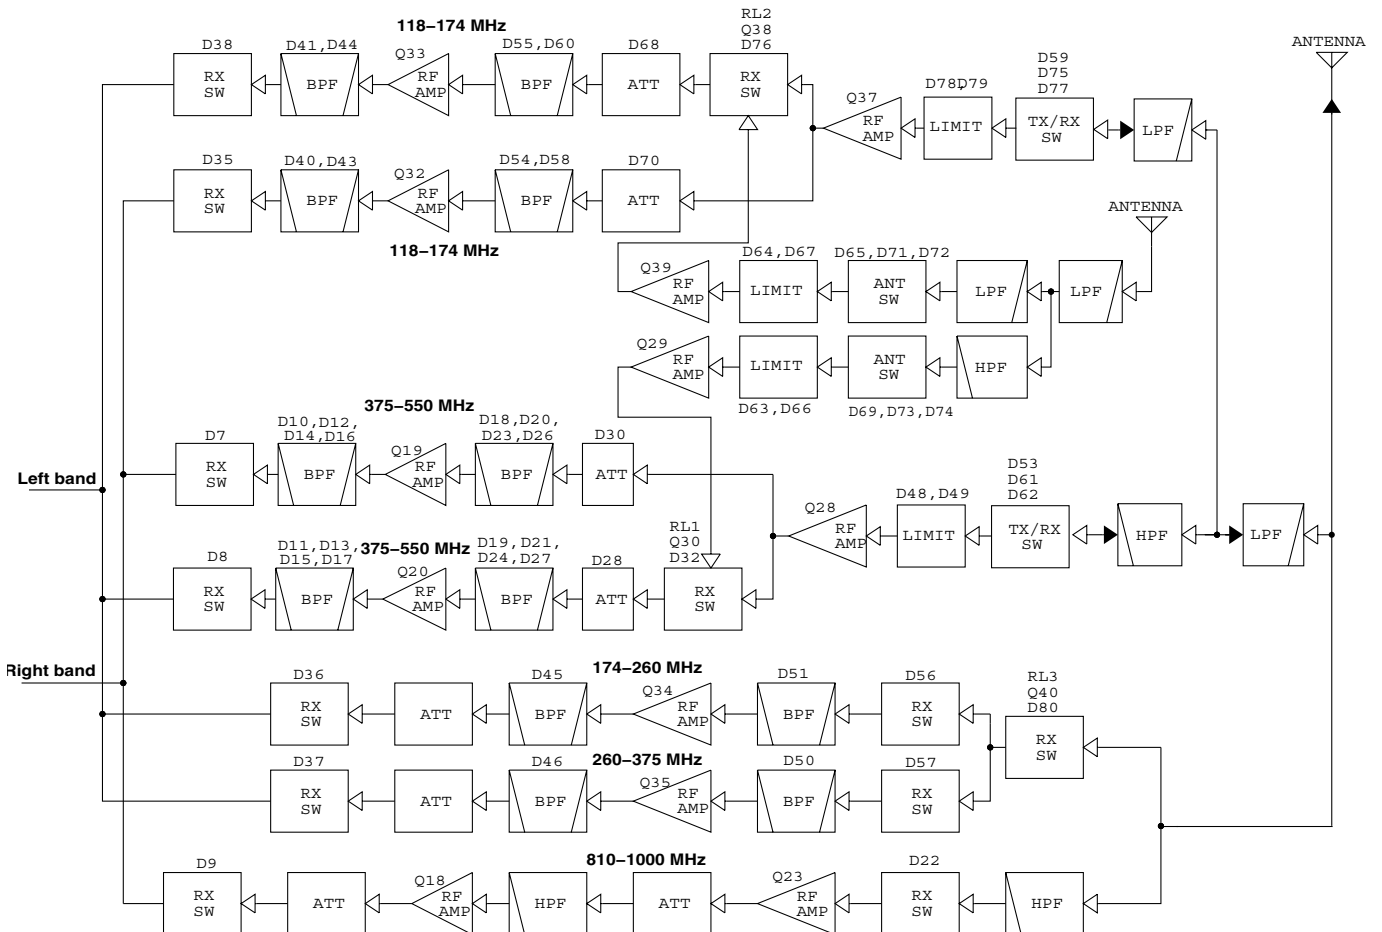 118–174 MHz
RL2
Q38
D76
ANTENNA
D38
D41,D44
Q33
D55,D60
D68
D59
D75
D77
RX
SW
BPF
RF
AMP
BPF
ATT
RX
SW
Q37
RF
AMP
D78,D79
LIMIT
TX/RX
SW
LPF
D35
D40,D43
Q32
D54,D58
D70
RX
SW
BPF
RF
AMP
BPF
ATT
118–174 MHz
ANTENNA
Q39
RF
AMP
D64,D67
LIMIT
D65,D71,D72
ANT
SW
LPF
LPF
Q29
RF
AMP
LIMIT
D63,D66
ANT
SW
D69,D73,D74
HPF
375–550 MHz
D7
D10,D12,
D14,D16
Q19
D18,D20,
D23,D26
D30
RX
SW
BPF
RF
AMP
BPF
ATT
Left band
Q28
RF
AMP
D48,D49
LIMIT
D53
D61
D62
TX/RX
SW
HPF
LPF
375–550 MHz
D8
D11,D13,
D15,D17
Q20
D19,D21,
D24,D27
D28
RL1
Q30
D32
RX
SW
BPF
RF
AMP
BPF
ATT
RX
SW
Right band
174–260 MHz
D36
D45
Q34
D51
D56
RL3
Q40
D80
RX
SW
ATT
BPF
RF
AMP
BPF
RX
SW
RX
SW
260–375 MHz
D37
D46
Q35
D50
D57
RX
SW
ATT
BPF
RF
AMP
BPF
RX
SW
810–1000 MHz
D9
Q18
Q23
D22
RX
SW
ATT
RF
AMP
HPF
ATT
RF
AMP
RX
SW
HPF